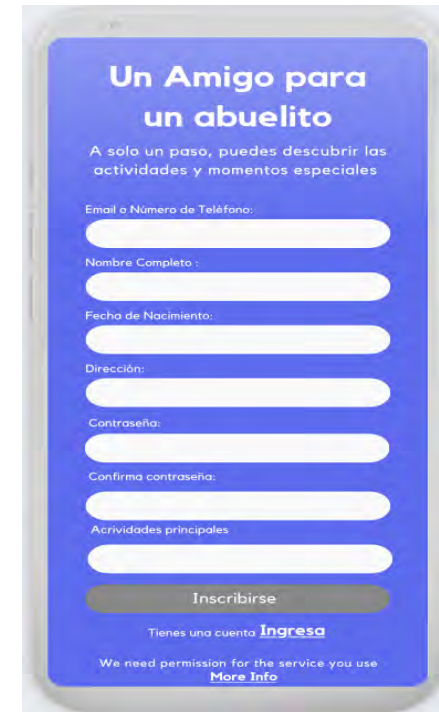 Un Amigo para
un abuelito
A solo un paso, puedes descubrir las
actividades y momentos especiales
Email o Número de Teléfono:
Nombre Completo :
Fecha de Nacimiento:
Dirección:
Contraseña:
Confirma contraseña:
Acrividades principales
Inscribirse
Tienes una cuenta Ingresa
We need permission for the service you use
More Info